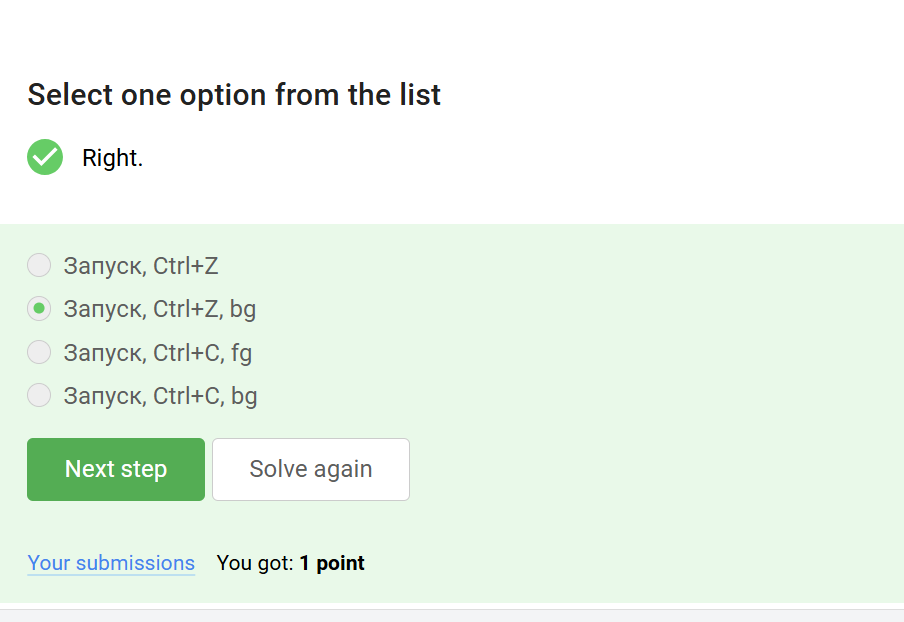 Select one option from the list
Right.
Запуск, Ctrl+Z
Запуск, Ctrl+Z, bg
Запуск, Ctrl+C, fg
Запуск, Ctrl+C, bg
Next step Solve again
Your submissions You got: 1 point